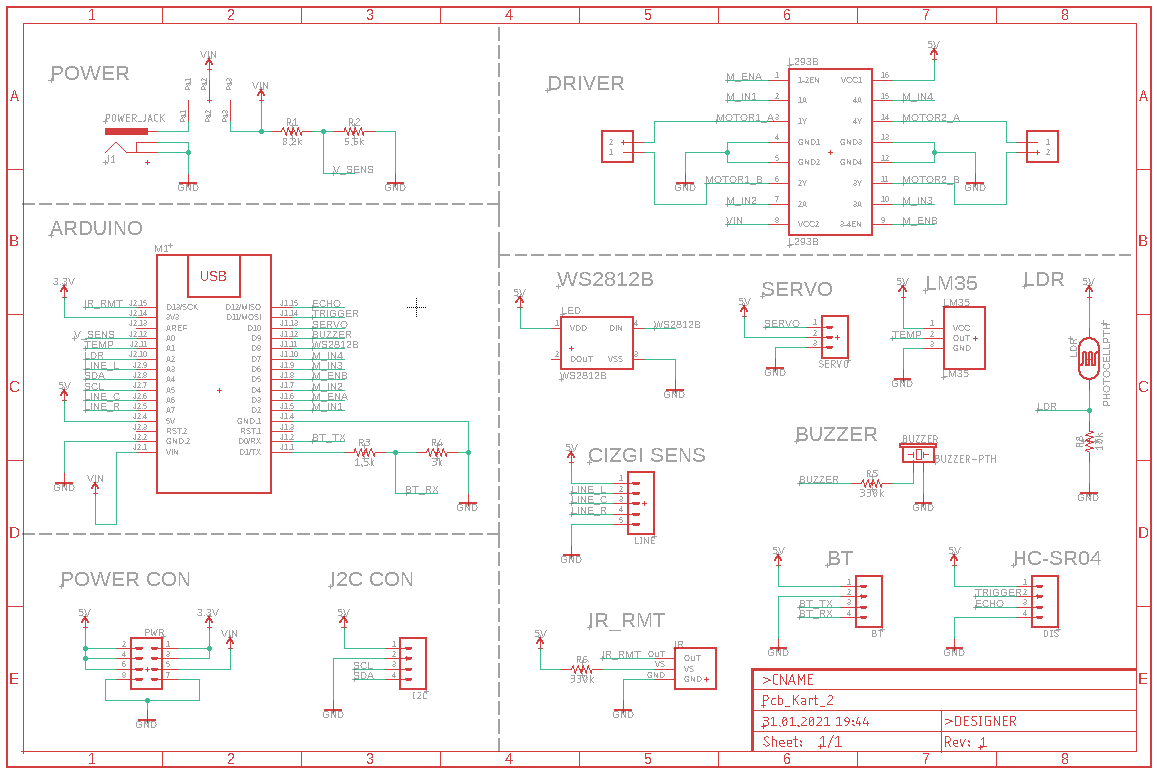 1 2 3 4 5 6 7 8
A
B
C
D
E
POWER
VIN
Ps1
Ps2
Ps3
POWER_JACK
J1
GND
VIN
R1
8,2k
R2
5,6k
V_SENS
GND
DRIVER
L293B
5V
M_ENA 1 1-2EN VCC1 16
M_IN1 2 1A 4A 15 M_IN4
MOTOR1_A 3 1Y 4Y 14 MOTOR2_A
4 GND1 GND3 13
5 GND2 GND4 12
MOTOR1_B 6 2Y 3Y 11 MOTOR2_B
M_IN2 7 2A 3A 10 M_IN3
VIN 8 VCC2 3-4EN 9 M_ENB
L293B
2
1
1
2
GND
GND
ARDUINO
M1
USB
3.3V
IR_RMT J2.15 D13/SCK D12/MISO J1.15 ECHO
J2.14 3V3 D11/MOSI J1.14 TRIGGER
J2.13 AREF D10 J1.13 SERVO
V_SENS J2.12 A0 D9 J1.12 BUZZER
TEMP J2.11 A1 D8 J1.11 WS2812B
LDR J2.10 A2 D7 J1.10 M_IN4
LINE_L J2.9 A3 D6 J1.9 M_IN3
SDA J2.8 A4 D5 J1.8 M_ENB
SCL J2.7 A5 D4 J1.7 M_IN2
LINE_C J2.6 A6 D3 J1.6 M_ENA
LINE_R J2.5 A7 D2 J1.5 M_IN1
J2.4 5V GND.1 J1.4
J2.3 RST.2 RST.1 J1.3
J2.2 GND.2 D0/RX J1.2 BT_TX
J2.1 VIN D1/TX J1.1
5V
GND
VIN
R3
1,5k
R4
3k
BT_RX
GND
WS2812B
5V
LED
1 VDD DIN 4 WS2812B
2 DOUT VSS 3
WS2812B
GND
SERVO
5V
SERVO 1
2
3
SERVO
GND
LM35
5V
LM35
1 VCC
TEMP 2 OUT
3 GND
LM35
GND
LDR
5V
LDR
PHOTOCELLPTH
LDR
R8
10k
GND
CIZGI SENS
5V
1
LINE_L 2
LINE_C 3
LINE_R 4
5
LINE
GND
BUZZER
BUZZER
BUZZER-PTH
BUZZER
R5
330k
GND
BT
5V
1
2
BT_TX 3
BT_RX 4
BT
GND
HC-SR04
5V
1
TRIGGER 2
ECHO 3
4
DIS
GND
POWER CON
5V
3.3V
VIN
PWR
2 1
4 3
6 5
8 7
GND
I2C CON
5V
1
2
SCL 3
SDA 4
I2C
GND
IR_RMT
5V
R6
330k
IR
IR_RMT OUT OUT
VS VS
GND GND
GND
>CNAME
Pcb_Kart_2
31.01.2021 19:44 >DESIGNER
Sheet: 1/1 Rev: 1
A
B
C
D
E
1 2 3 4 5 6 7 8